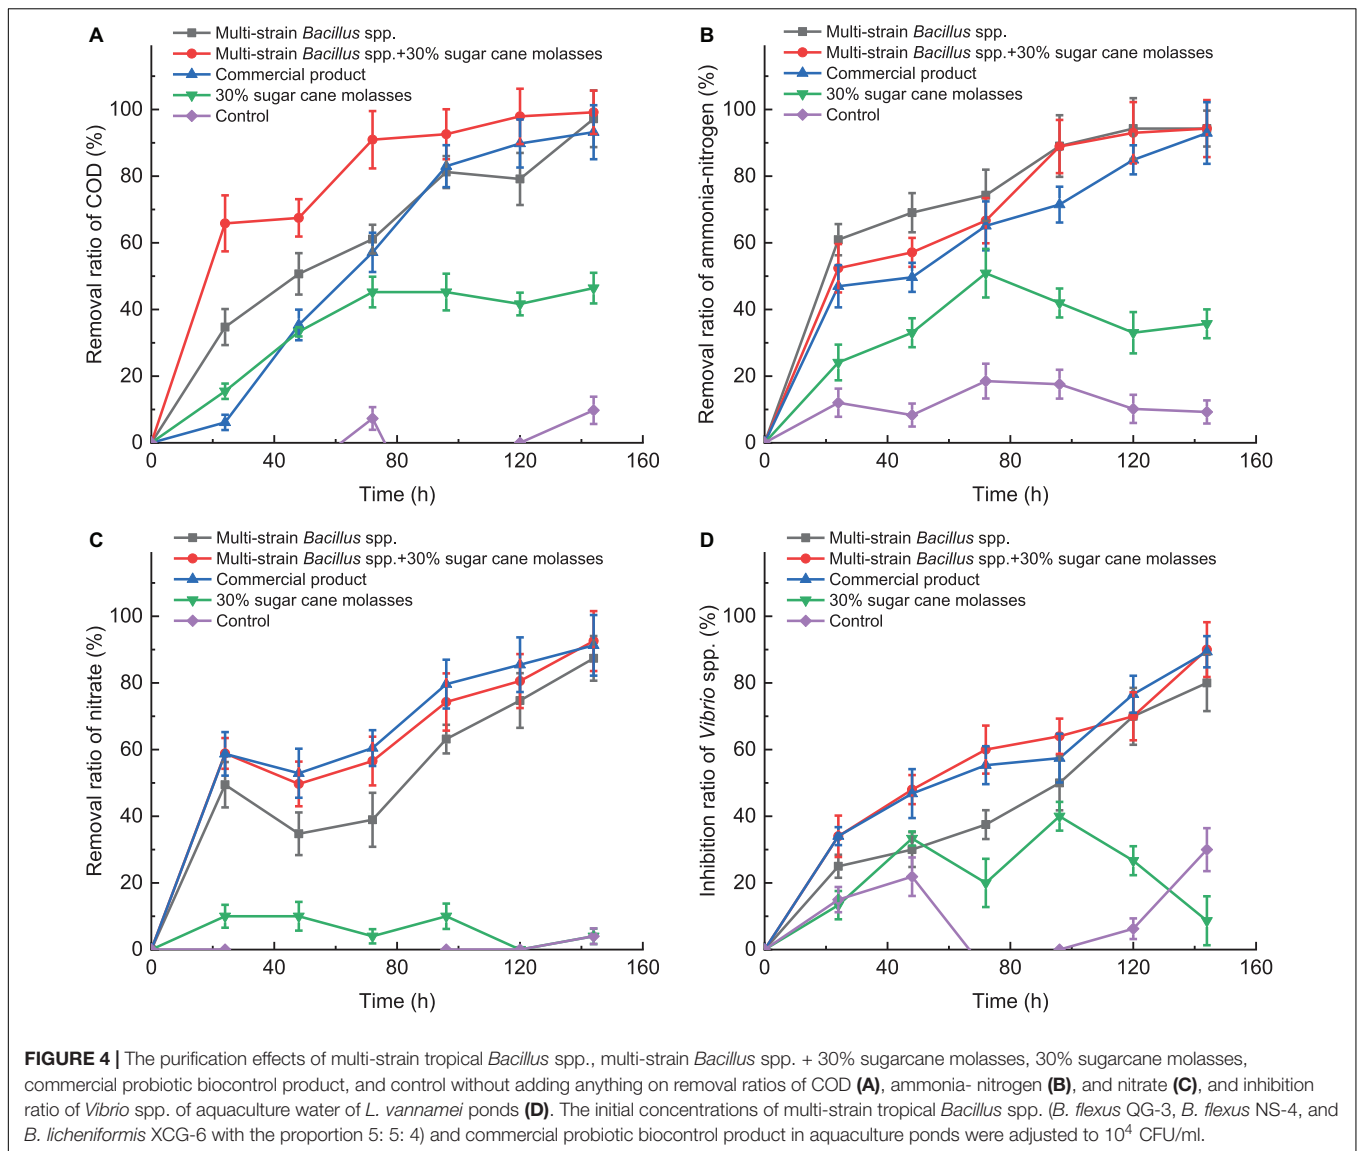 A
Multi-strain Bacillus spp.
Multi-strain Bacillus spp.+30% sugar cane molasses
Commercial product
30% sugar cane molasses
Control
Removal ratio of COD (%)
100
80
60
40
20
0
0 40 80 120 160
Time (h)
B
Multi-strain Bacillus spp.
Multi-strain Bacillus spp.+30% sugar cane molasses
Commercial product
30% sugar cane molasses
Control
Removal ratio of ammonia-nitrogen (%)
100
80
60
40
20
0
0 40 80 120 160
Time (h)
C
Multi-strain Bacillus spp.
Multi-strain Bacillus spp.+30% sugar cane molasses
Commercial product
30% sugar cane molasses
Control
Removal ratio of nitrate (%)
100
80
60
40
20
0
0 40 80 120 160
Time (h)
D
Multi-strain Bacillus spp.
Multi-strain Bacillus spp.+30% sugar cane molasses
Commercial product
30% sugar cane molasses
Control
Inhibition ratio of Vibrio spp. (%)
100
80
60
40
20
0
0 40 80 120 160
Time (h)
FIGURE 4 | The purification effects of multi-strain tropical Bacillus spp., multi-strain Bacillus spp. + 30% sugarcane molasses, 30% sugarcane molasses,
commercial probiotic biocontrol product, and control without adding anything on removal ratios of COD (A), ammonia- nitrogen (B), and nitrate (C), and inhibition
ratio of Vibrio spp. of aquaculture water of L. vannamei ponds (D). The initial concentrations of multi-strain tropical Bacillus spp. (B. flexus QG-3, B. flexus NS-4, and
B. licheniformis XCG-6 with the proportion 5: 5: 4) and commercial probiotic biocontrol product in aquaculture ponds were adjusted to 10⁴ CFU/ml.